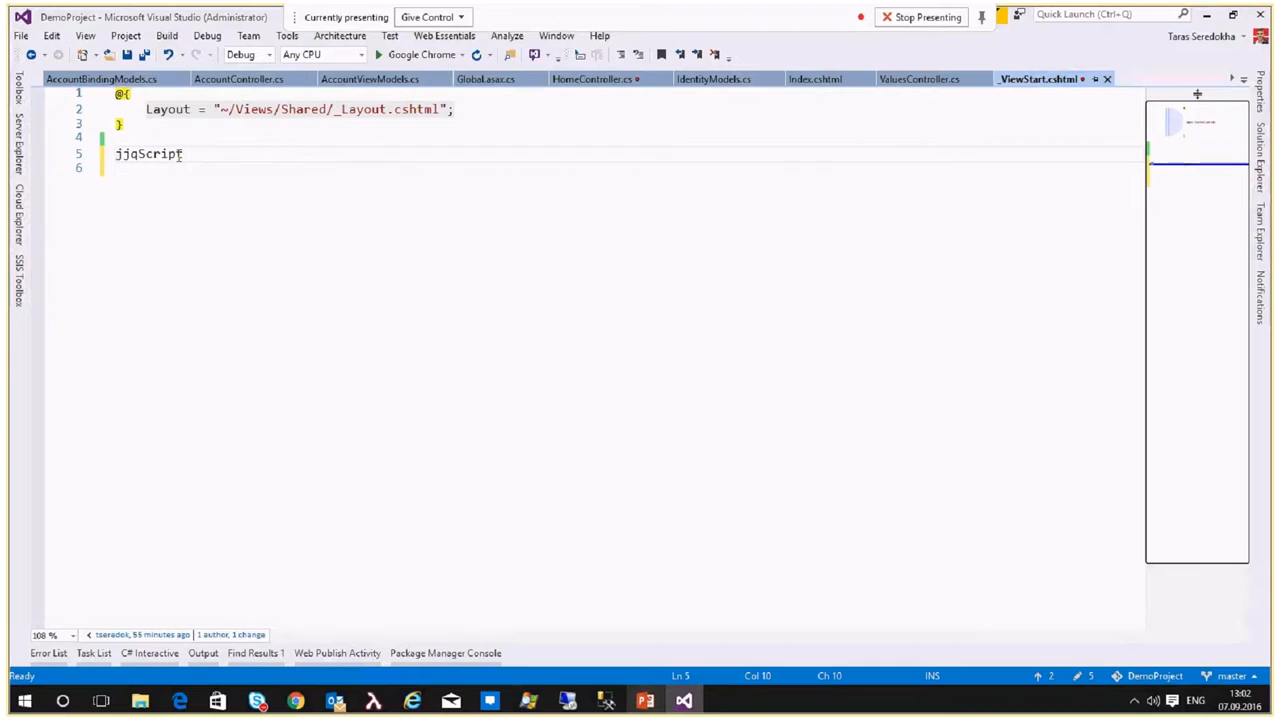 DemoProject - Microsoft Visual Studio (Administrator)
Currently presenting
Give Control
Stop Presenting
Quick Launch (Ctrl+Q)
File Edit View Project Build Debug Team Tools Architecture Test Web Essentials Analyze Window Help
Taras Seredokha
Debug Any CPU Google Chrome
AccountBindingModels.cs AccountController.cs AccountViewModels.cs Global.asax.cs HomeController.cs IdentityModels.cs Index.cshtml ValuesController.cs _ViewStart.cshtml
Toolbox
Server Explorer
Cloud Explorer
SSIS Toolbox
1 @{
2 Layout = "~/Views/Shared/_Layout.cshtml";
3 }
4
5 jjqScript
6
Properties
Solution Explorer
Team Explorer
Notifications
108 % tseredok, 55 minutes ago | 1 author, 1 change
Error List Task List C# Interactive Output Find Results 1 Web Publish Activity Package Manager Console
Ready Ln 5 Col 10 Ch 10 INS 2 5 DemoProject master
ENG 13:02
07.09.2016